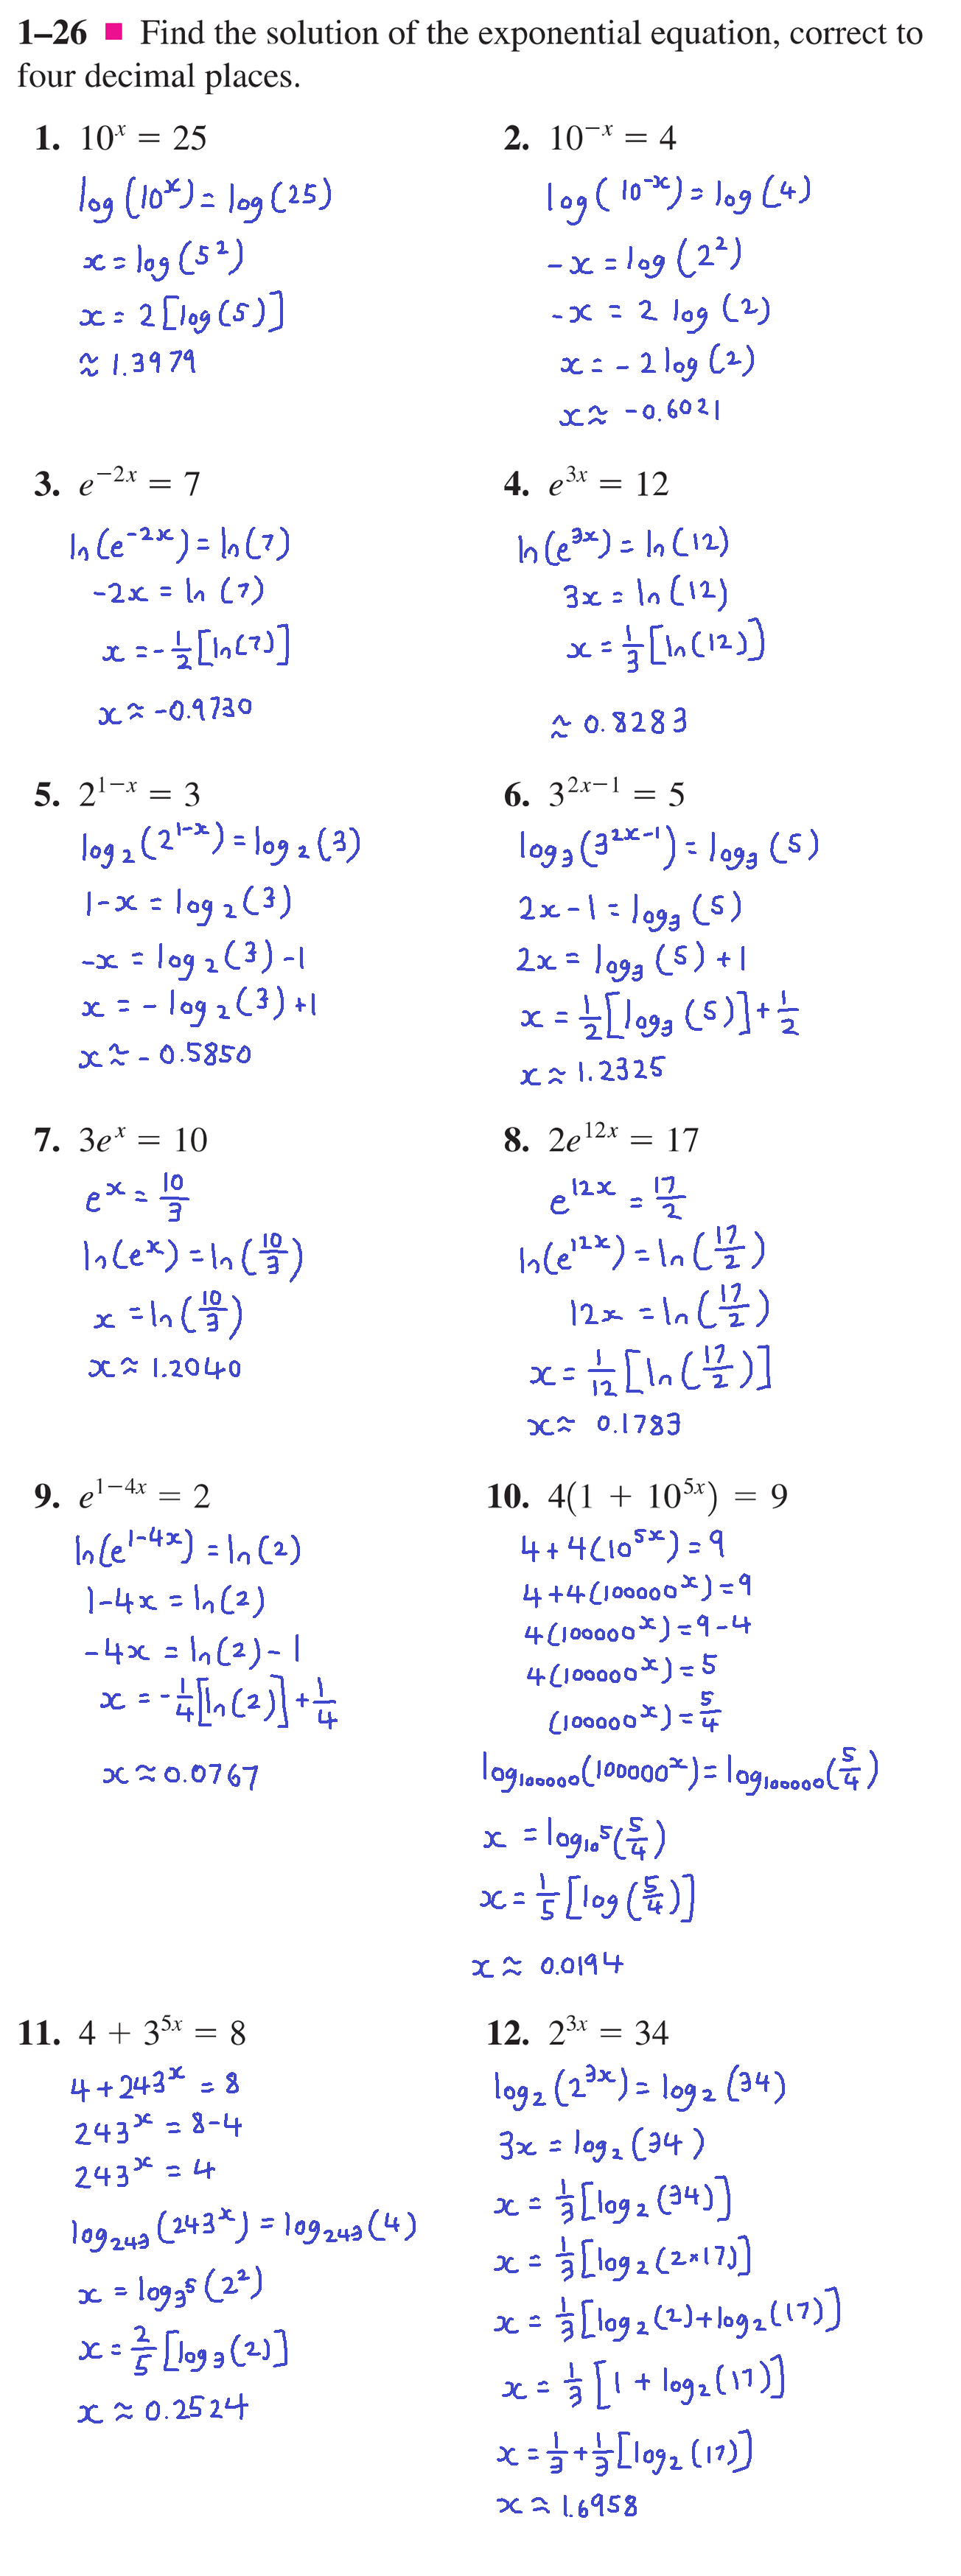 1–26 ■ Find the solution of the exponential equation, correct to
four decimal places.
1. 10^x = 25
log(10^x) = log(25)
x = log(5^2)
x = 2[log(5)]
≈ 1.3979
2. 10^{-x} = 4
log(10^{-x}) = log(4)
-x = log(2^2)
-x = 2 log(2)
x = -2 log(2)
x ≈ -0.6021
3. e^{-2x} = 7
ln(e^{-2x}) = ln(7)
-2x = ln(7)
x = -\frac{1}{2}[ln(7)]
x ≈ -0.9730
4. e^{3x} = 12
ln(e^{3x}) = ln(12)
3x = ln(12)
x = \frac{1}{3}[ln(12)]
≈ 0.8283
5. 2^{1-x} = 3
log_2(2^{1-x}) = log_2(3)
1-x = log_2(3)
-x = log_2(3) -1
x = -log_2(3) +1
x ≈ -0.5850
6. 3^{2x-1} = 5
log_3(3^{2x-1}) = log_3(5)
2x-1 = log_3(5)
2x = log_3(5) +1
x = \frac{1}{2}[log_3(5)] + \frac{1}{2}
x ≈ 1.2325
7. 3e^x = 10
e^x = \frac{10}{3}
ln(e^x) = ln(\frac{10}{3})
x = ln(\frac{10}{3})
x ≈ 1.2040
8. 2e^{12x} = 17
e^{12x} = \frac{17}{2}
ln(e^{12x}) = ln(\frac{17}{2})
12x = ln(\frac{17}{2})
x = \frac{1}{12}[ln(\frac{17}{2})]
x ≈ 0.1783
9. e^{1-4x} = 2
ln(e^{1-4x}) = ln(2)
1-4x = ln(2)
-4x = ln(2) - 1
x = -\frac{1}{4}[ln(2)] + \frac{1}{4}
x ≈ 0.0767
10. 4(1 + 10^{5x}) = 9
4+4(10^{5x}) = 9
4+4(100000^x) = 9
4(100000^x) = 9-4
4(100000^x) = 5
(100000^x) = \frac{5}{4}
log_{100000}(100000^x) = log_{100000}(\frac{5}{4})
x = log_{10^5}(\frac{5}{4})
x = \frac{1}{5}[log(\frac{5}{4})]
x ≈ 0.0194
11. 4 + 3^{5x} = 8
4+243^x = 8
243^x = 8-4
243^x = 4
log_{243}(243^x) = log_{243}(4)
x = log_{3^5}(2^2)
x = \frac{2}{5}[log_3(2)]
x ≈ 0.2524
12. 2^{3x} = 34
log_2(2^{3x}) = log_2(34)
3x = log_2(34)
x = \frac{1}{3}[log_2(34)]
x = \frac{1}{3}[log_2(2×17)]
x = \frac{1}{3}[log_2(2)+log_2(17)]
x = \frac{1}{3}[1 + log_2(17)]
x = \frac{1}{3}+\frac{1}{3}[log_2(17)]
x ≈ 1.6958